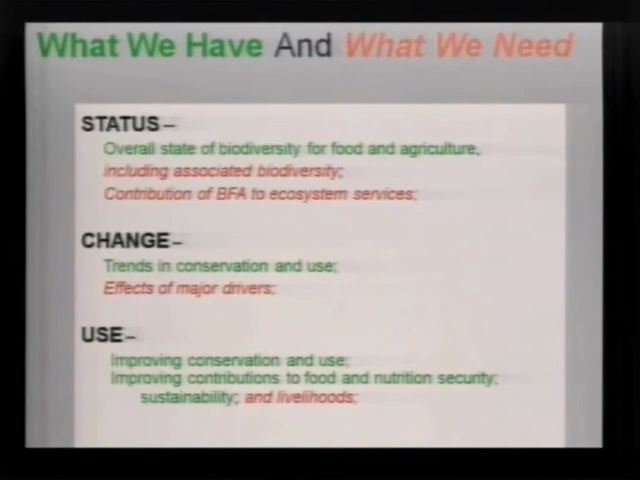 What We Have And What We Need
STATUS–
Overall state of biodiversity for food and agriculture,
including associated biodiversity;
Contribution of BFA to ecosystem services;
CHANGE–
Trends in conservation and use;
Effects of major drivers;
USE–
Improving conservation and use;
Improving contributions to food and nutrition security;
sustainability; and livelihoods;